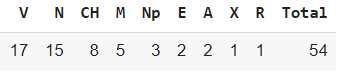 V N CH M Np E A X R Total
17 15 8 5 3 2 2 1 1 54